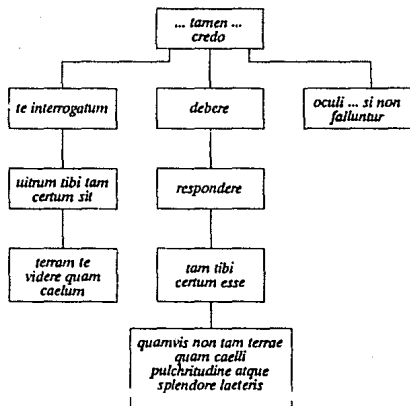 ... tamen ...
credo
te interrogatum
debere
oculi ... si non
falluntur
uitrum tibi tam
certum sit
respondere
terram te
videre quam
caelum
tam tibi
certum esse
quamvis non tam terrae
quam caelli
pulchritudine atque
splendore laeteris